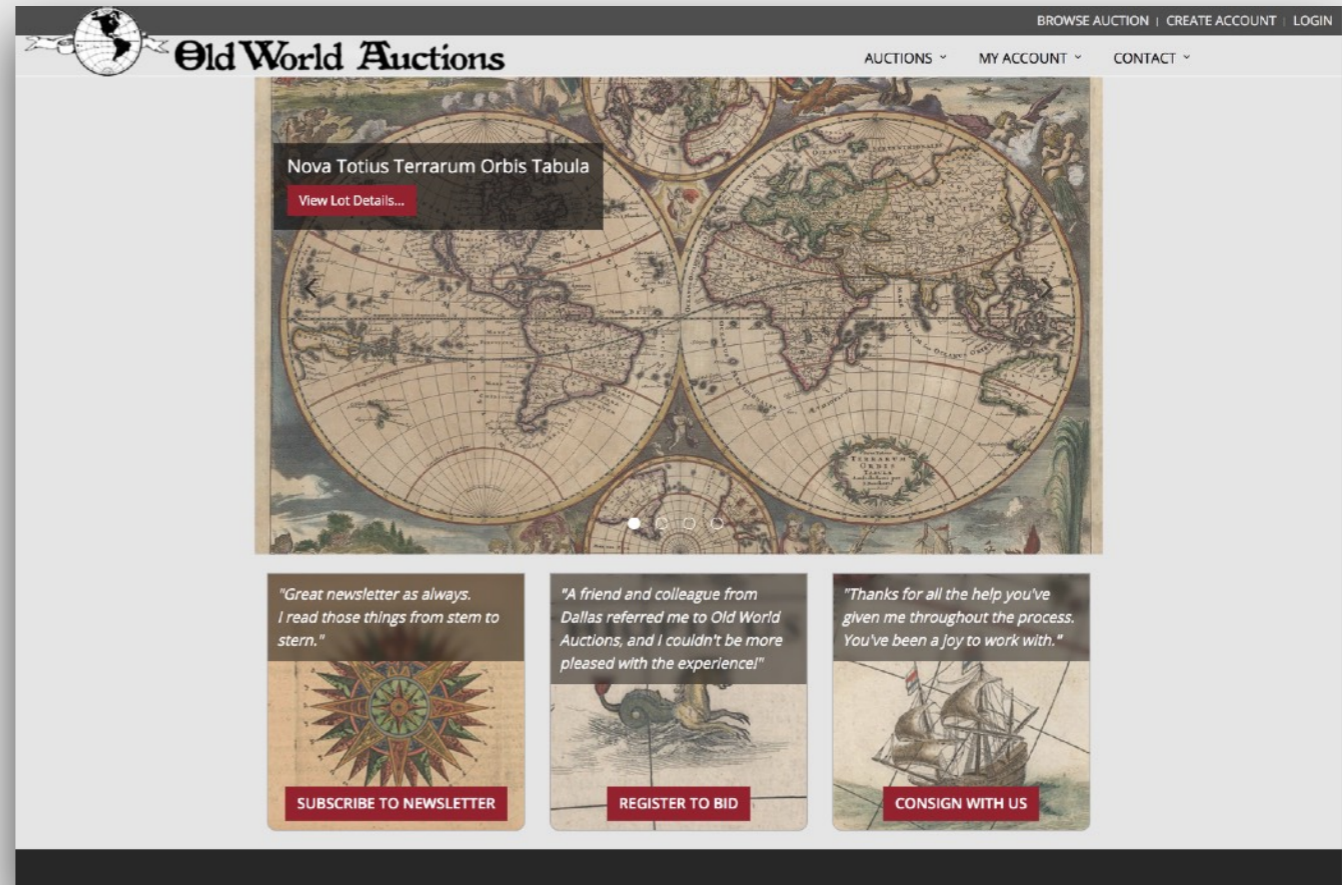 BROWSE AUCTION | CREATE ACCOUNT | LOGIN
Old World Auctions
AUCTIONS MY ACCOUNT CONTACT
Nova Totius Terrarum Orbis Tabula
View Lot Details...
TERRARUM
ORBIS
TABULA
"Great newsletter as always.
I read those things from stem to
stern."
SUBSCRIBE TO NEWSLETTER
"A friend and colleague from
Dallas referred me to Old World
Auctions, and I couldn't be more
pleased with the experience!"
REGISTER TO BID
"Thanks for all the help you've
given me throughout the process.
You've been a joy to work with."
CONSIGN WITH US